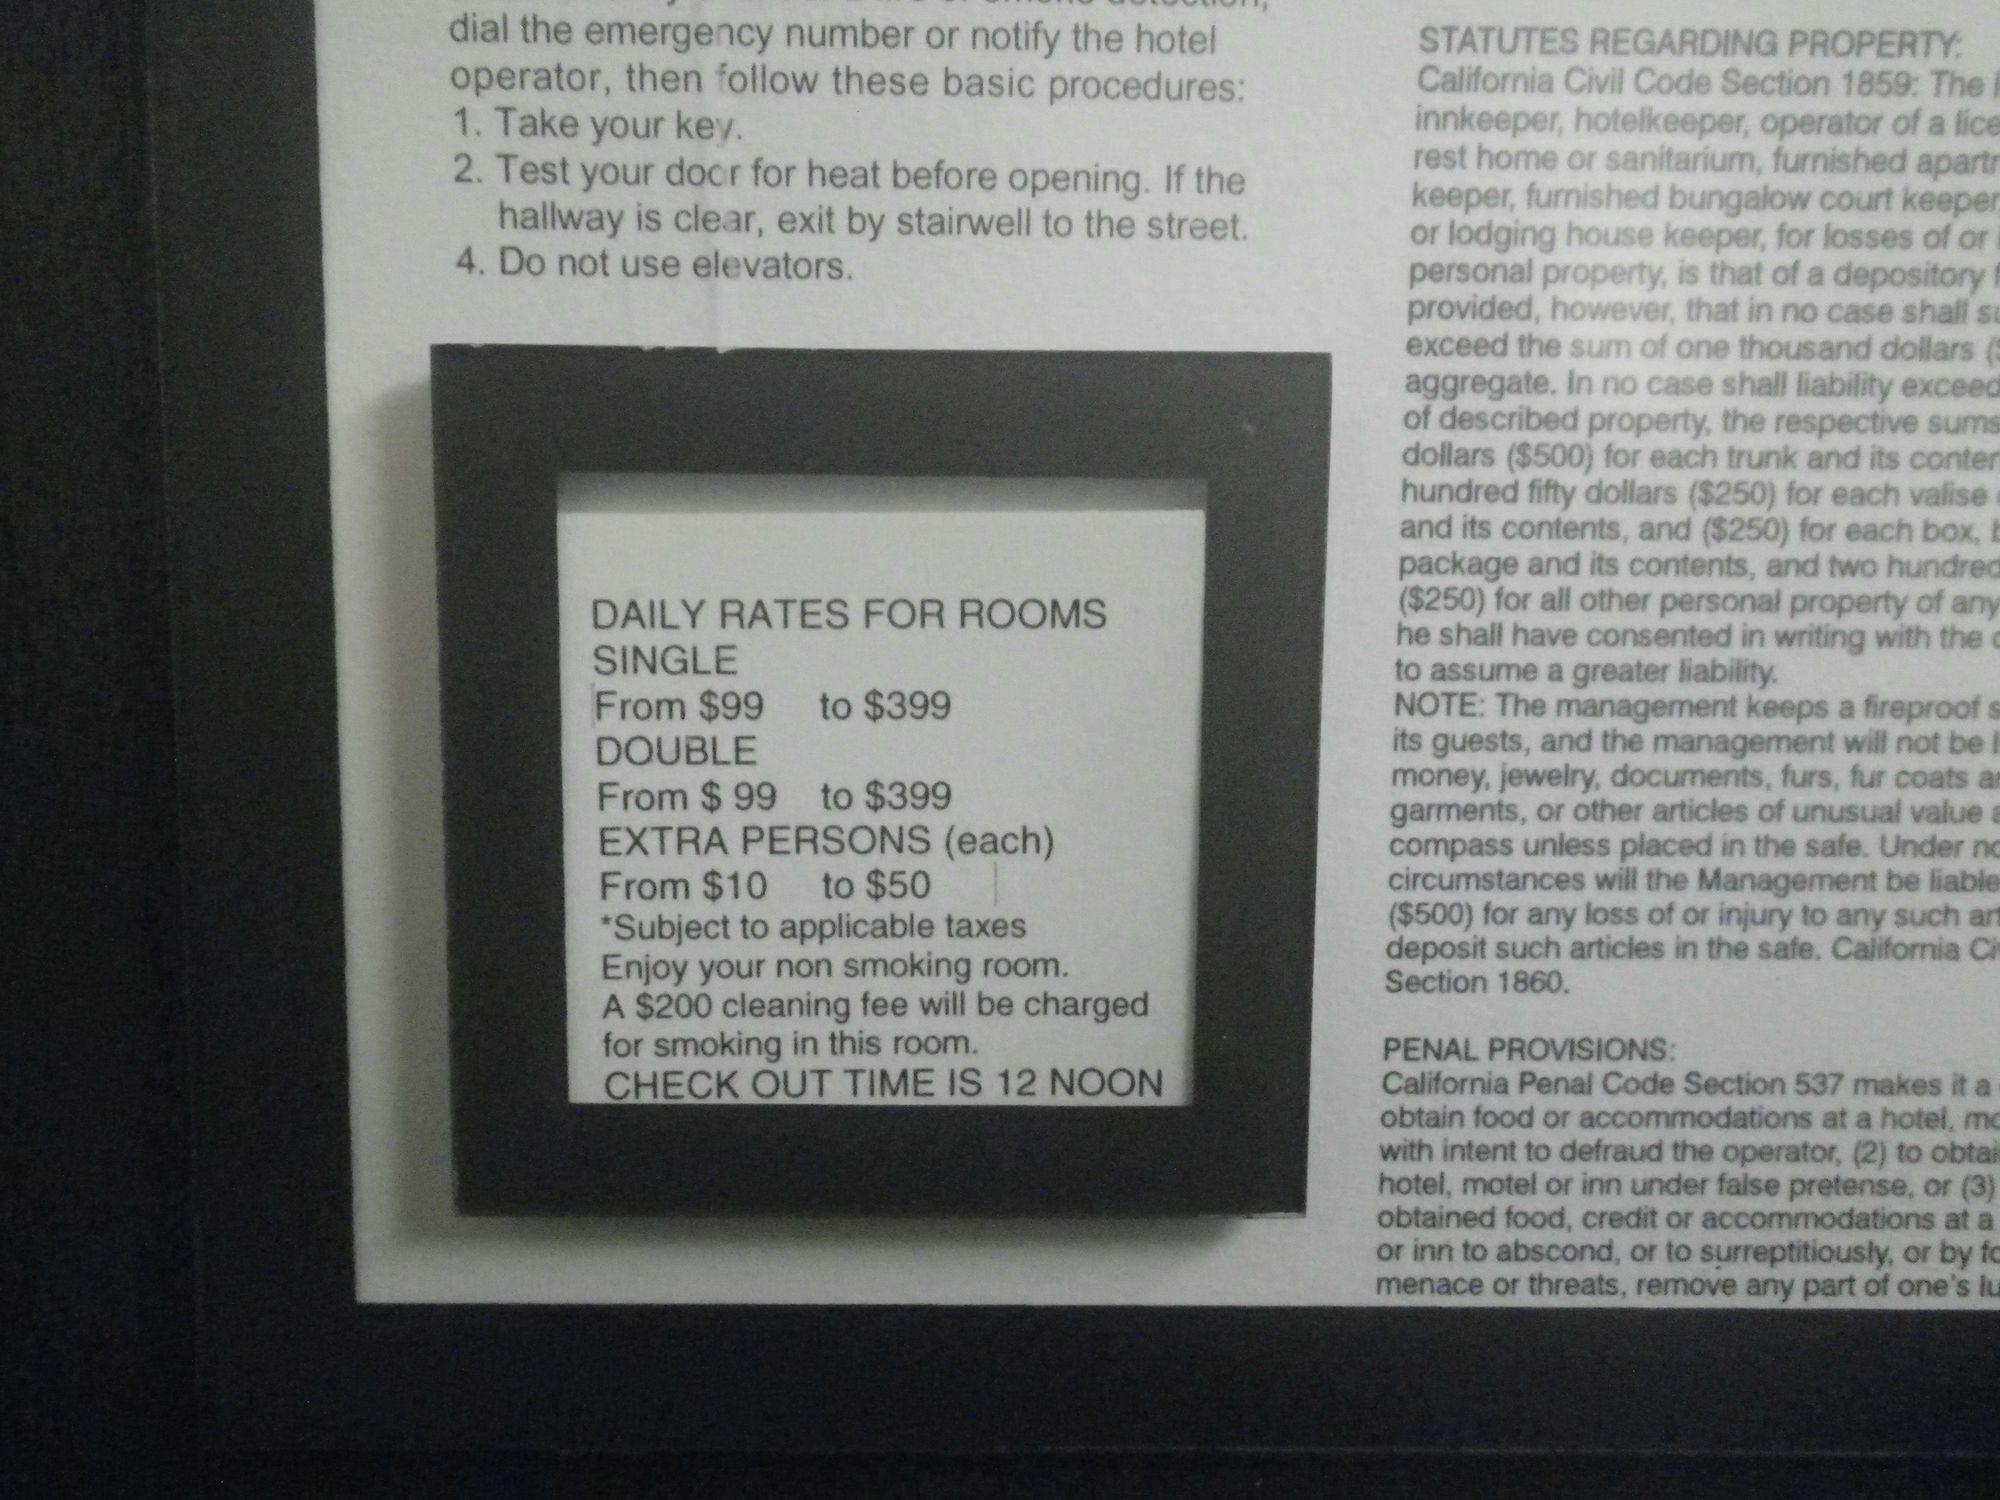 dial the emergency number or notify the hotel
operator, then follow these basic procedures:
1. Take your key.
2. Test your door for heat before opening. If the
hallway is clear, exit by stairwell to the street.
4. Do not use elevators.
DAILY RATES FOR ROOMS
SINGLE
From $99 to $399
DOUBLE
From $ 99 to $399
EXTRA PERSONS (each)
From $10 to $50
*Subject to applicable taxes
Enjoy your non smoking room.
A $200 cleaning fee will be charged
for smoking in this room.
CHECK OUT TIME IS 12 NOON
STATUTES REGARDING PROPERTY:
California Civil Code Section 1859: The
innkeeper, hotelkeeper, operator of a
rest home or sanitarium, furnished
keeper, furnished bungalow court keeper,
or lodging house keeper, for losses of or
personal property, is that of a depository
provided, however, that in no case shall
exceed the sum of one thousand dollars
aggregate. In no case shall liability exceed
of described property, the respective sums
dollars ($500) for each trunk and its
hundred fifty dollars ($250) for each valise
and its contents, and ($250) for each box,
package and its contents, and two hundred
($250) for all other personal property of any
he shall have consented in writing with the
to assume a greater liability.
NOTE: The management keeps a fireproof
its guests, and the management will not be
money, jewelry, documents, furs, fur coats
garments, or other articles of unusual value
compass unless placed in the safe. Under
circumstances will the Management be liable
($500) for any loss of or injury to any such
deposit such articles in the safe. California
Section 1860.
PENAL PROVISIONS:
California Penal Code Section 537 makes it a
obtain food or accommodations at a hotel,
with intent to defraud the operator, (2) to
hotel, motel or inn under false pretense, or (3)
obtained food, credit or accommodations at a
or inn to abscond, or to surreptitiously, or by
menace or threats, remove any part of one's